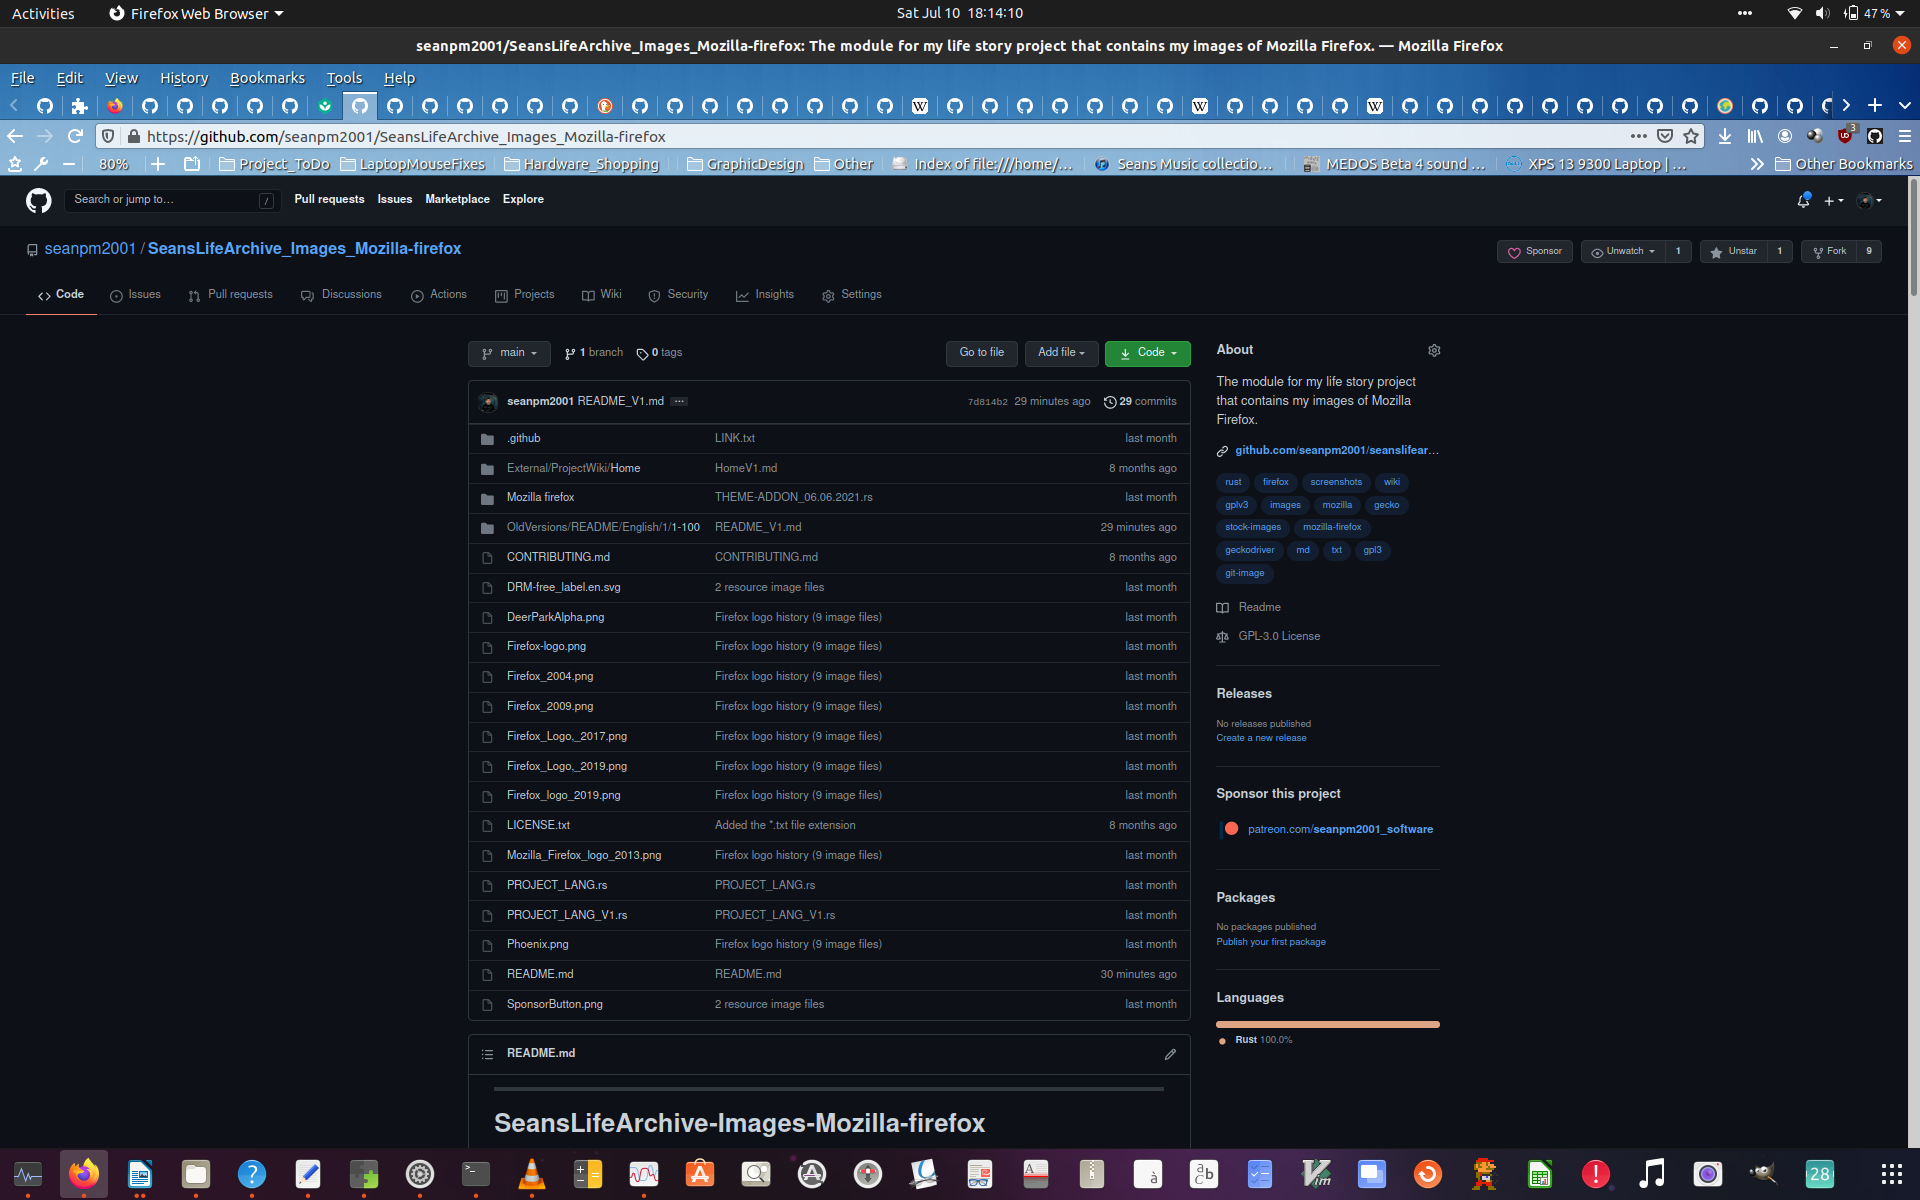 Activities Firefox Web Browser Sat Jul 10 18:14:10 47 %
seanpm2001/SeansLifeArchive_Images_Mozilla-firefox: The module for my life story project that contains my images of Mozilla Firefox. — Mozilla Firefox
File Edit View History Bookmarks Tools Help
https://github.com/seanpm2001/SeansLifeArchive_Images_Mozilla-firefox 3
80% Project_ToDo LaptopMouseFixes Hardware_Shopping GraphicDesign Other Index of file:///home/... Seans Music collectio... MEDOS Beta 4 sound ... XPS 13 9300 Laptop | ... Other Bookmarks
Search or jump to... / Pull requests Issues Marketplace Explore
seanpm2001 / SeansLifeArchive_Images_Mozilla-firefox Sponsor Unwatch 1 Unstar 1 Fork 9
Code Issues Pull requests Discussions Actions Projects Wiki Security Insights Settings
main 1 branch 0 tags Go to file Add file Code
seanpm2001 README_V1.md ... 7d814b2 29 minutes ago 29 commits
.github LINK.txt last month
External/ProjectWiki/Home HomeV1.md 8 months ago
Mozilla firefox THEME-ADDON_06.06.2021.rs last month
OldVersions/README/English/1/1-100 README_V1.md 29 minutes ago
CONTRIBUTING.md CONTRIBUTING.md 8 months ago
DRM-free_label.en.svg 2 resource image files last month
DeerParkAlpha.png Firefox logo history (9 image files) last month
Firefox-logo.png Firefox logo history (9 image files) last month
Firefox_2004.png Firefox logo history (9 image files) last month
Firefox_2009.png Firefox logo history (9 image files) last month
Firefox_Logo,_2017.png Firefox logo history (9 image files) last month
Firefox_Logo,_2019.png Firefox logo history (9 image files) last month
Firefox_logo_2019.png Firefox logo history (9 image files) last month
LICENSE.txt Added the *.txt file extension 8 months ago
Mozilla_Firefox_logo_2013.png Firefox logo history (9 image files) last month
PROJECT_LANG.rs PROJECT_LANG.rs last month
PROJECT_LANG_V1.rs PROJECT_LANG_V1.rs last month
Phoenix.png Firefox logo history (9 image files) last month
README.md README.md 30 minutes ago
SponsorButton.png 2 resource image files last month
README.md
SeansLifeArchive-Images-Mozilla-firefox
About
The module for my life story project
that contains my images of Mozilla
Firefox.
github.com/seanpm2001/seanslifear...
rust firefox screenshots wiki
gplv3 images mozilla gecko
stock-images mozilla-firefox
geckodriver md txt gpl3
git-image
Readme
GPL-3.0 License
Releases
No releases published
Create a new release
Sponsor this project
patreon.com/seanpm2001_software
Packages
No packages published
Publish your first package
Languages
Rust 100.0%
28